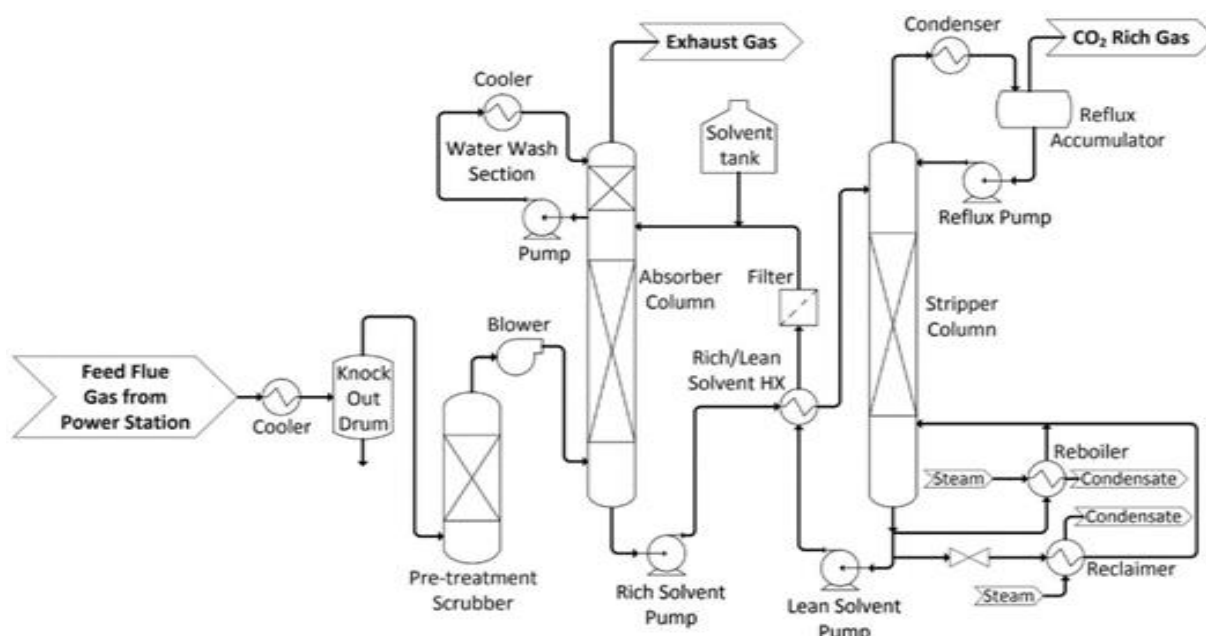 Exhaust Gas
Condenser
CO₂ Rich Gas
Cooler
Water Wash
Section
Solvent
tank
Reflux
Accumulator
Pump
Reflux Pump
Absorber
Column
Filter
Stripper
Column
Blower
Rich/Lean
Solvent HX
Feed Flue
Gas from
Power Station
Cooler
Knock
Out
Drum
Reboiler
Steam
Condensate
Condensate
Reclaimer
Steam
Pre-treatment
Scrubber
Rich Solvent
Pump
Lean Solvent
Pump